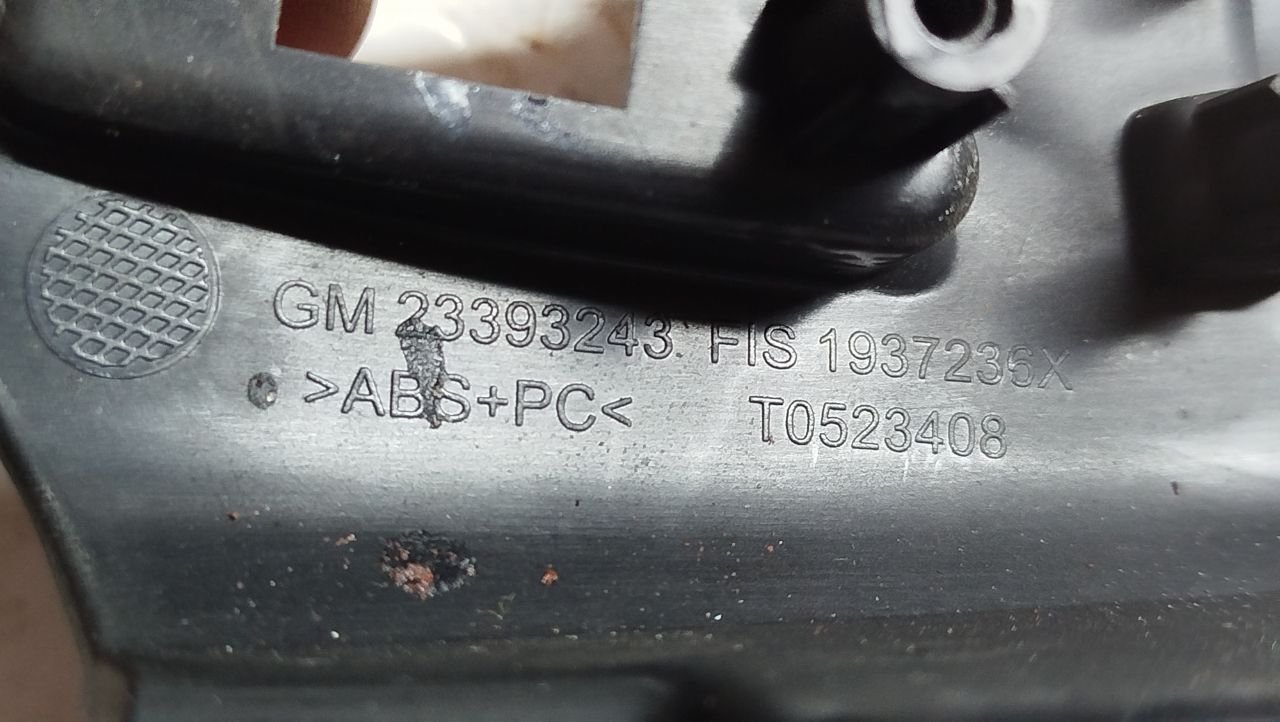 GM 23393243 FIS 1937236X
>ABS+PC< T0523408